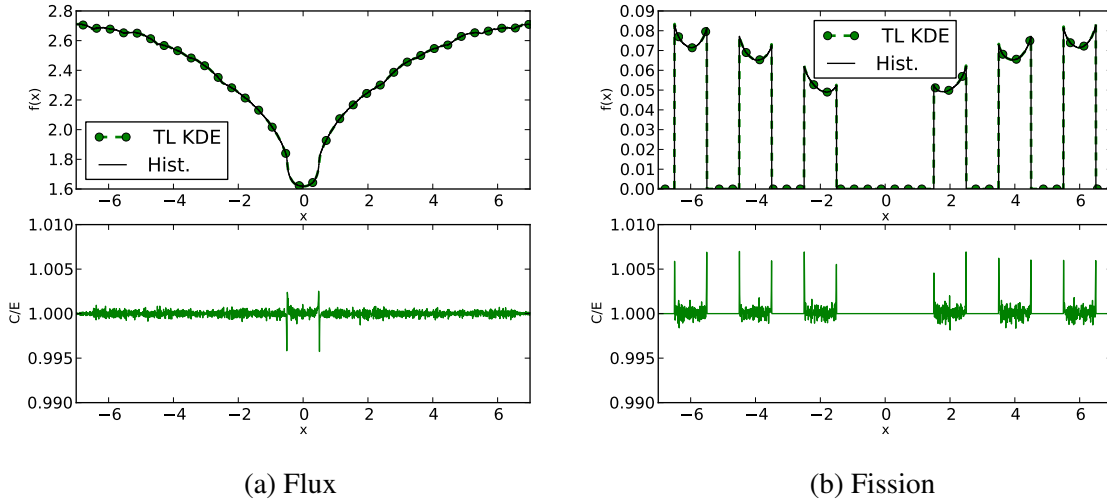 2.8
2.6
2.4
2.2
2.0
1.8
1.6
f(x)
TL KDE
Hist.
−6 −4 −2 0 2 4 6
x
1.010
1.005
1.000
0.995
0.990
C/E
−6 −4 −2 0 2 4 6
x
(a) Flux
0.09
0.08
0.07
0.06
0.05
0.04
0.03
0.02
0.01
0.00
f(x)
TL KDE
Hist.
−6 −4 −2 0 2 4 6
x
1.010
1.005
1.000
0.995
0.990
C/E
−6 −4 −2 0 2 4 6
x
(b) Fission